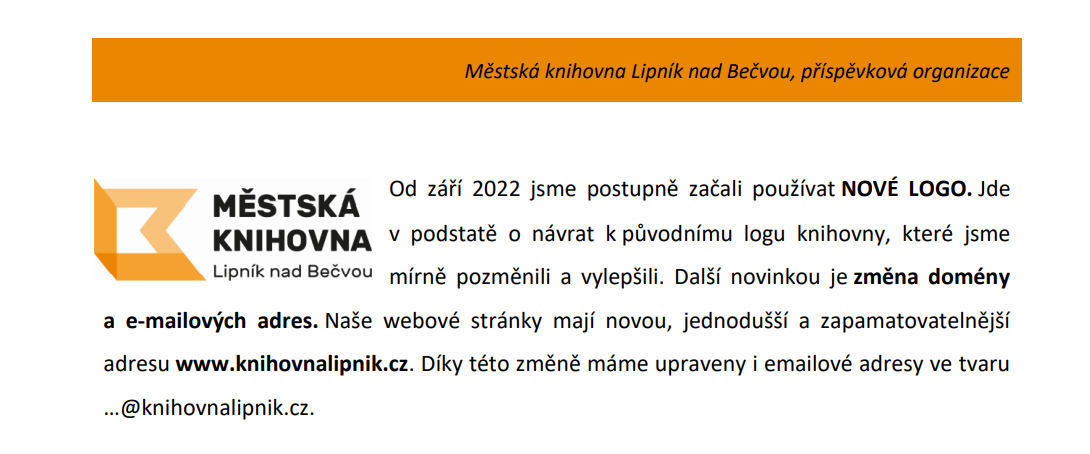 Městská knihovna Lipník nad Bečvou, příspěvková organizace
MĚSTSKÁ
KNIHOVNA
Lipník nad Bečvou
Od září 2022 jsme postupně začali používat NOVÉ LOGO. Jde
v podstatě o návrat k původnímu logu knihovny, které jsme
mírně pozměnili a vylepšili. Další novinkou je změna domény
a e-mailových adres. Naše webové stránky mají novou, jednodušší a zapamatovatelnější
adresu www.knihovnalipnik.cz. Díky této změně máme upraveny i emailové adresy ve tvaru
…@knihovnalipnik.cz.